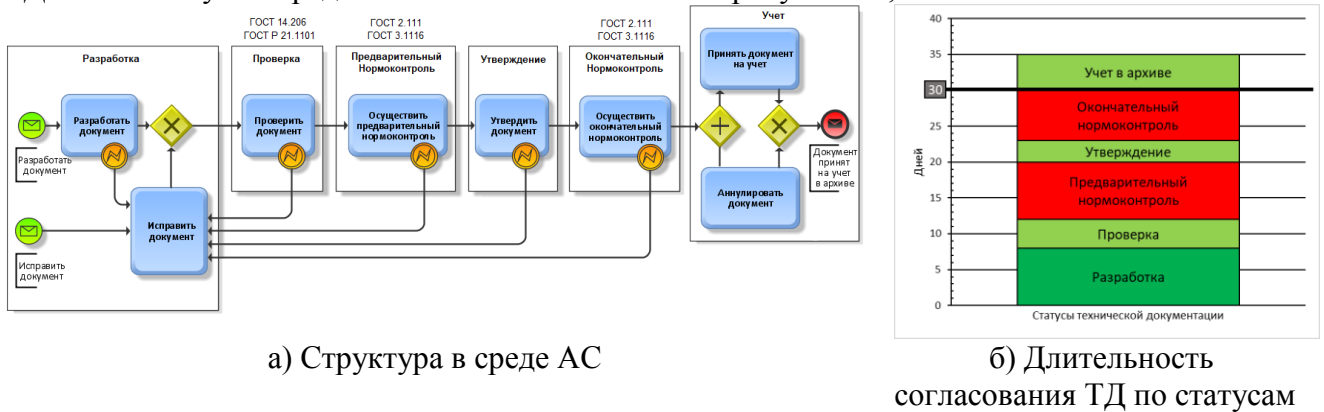 ГОСТ 14.206
ГОСТ Р 21.1101
ГОСТ 2.111
ГОСТ 3.1116
ГОСТ 2.111
ГОСТ 3.1116
Учет
Разработка
Проверка
Предварительный
Нормоконтроль
Утверждение
Окончательный
Нормоконтроль
Разработать
документ
Проверить
документ
Осуществить
предварительный
нормоконтроль
Утвердить
документ
Осуществить
окончательный
нормоконтроль
Принять документ
на учет
Разработать
документ
Документ
принят
на учет
в архиве
Исправить
документ
Аннулировать
документ
Исправить
документ
40
35
30
25
20
15
10
5
0
Дней
Учет в архиве
Окончательный
нормоконтроль
Утверждение
Предварительный
нормоконтроль
Проверка
Разработка
Статусы технической документации
а) Структура в среде АС
б) Длительность
согласования ТД по статусам